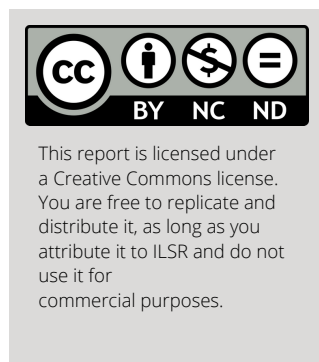 cc
BY NC ND
This report is licensed under
a Creative Commons license.
You are free to replicate and
distribute it, as long as you
attribute it to ILSR and do not
use it for
commercial purposes.